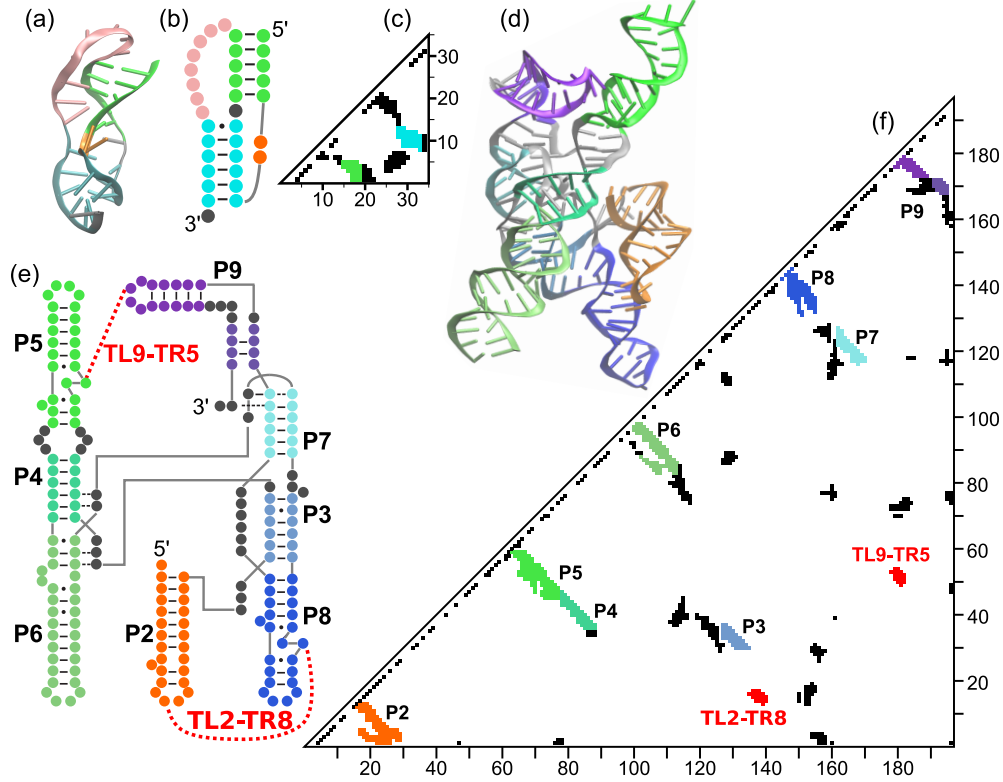 (a)
(b)
5'
3'
(c)
30
20
10
10 20 30
(d)
(e)
P9
P5
TL9-TR5
3'
P7
P4
P3
5'
P2
P8
P6
TL2-TR8
(f)
180
160
140
120
100
80
60
40
20
P9
P8
P7
P6
TL9-TR5
P5
P4
P3
TL2-TR8
P2
20 40 60 80 100 120 140 160 180